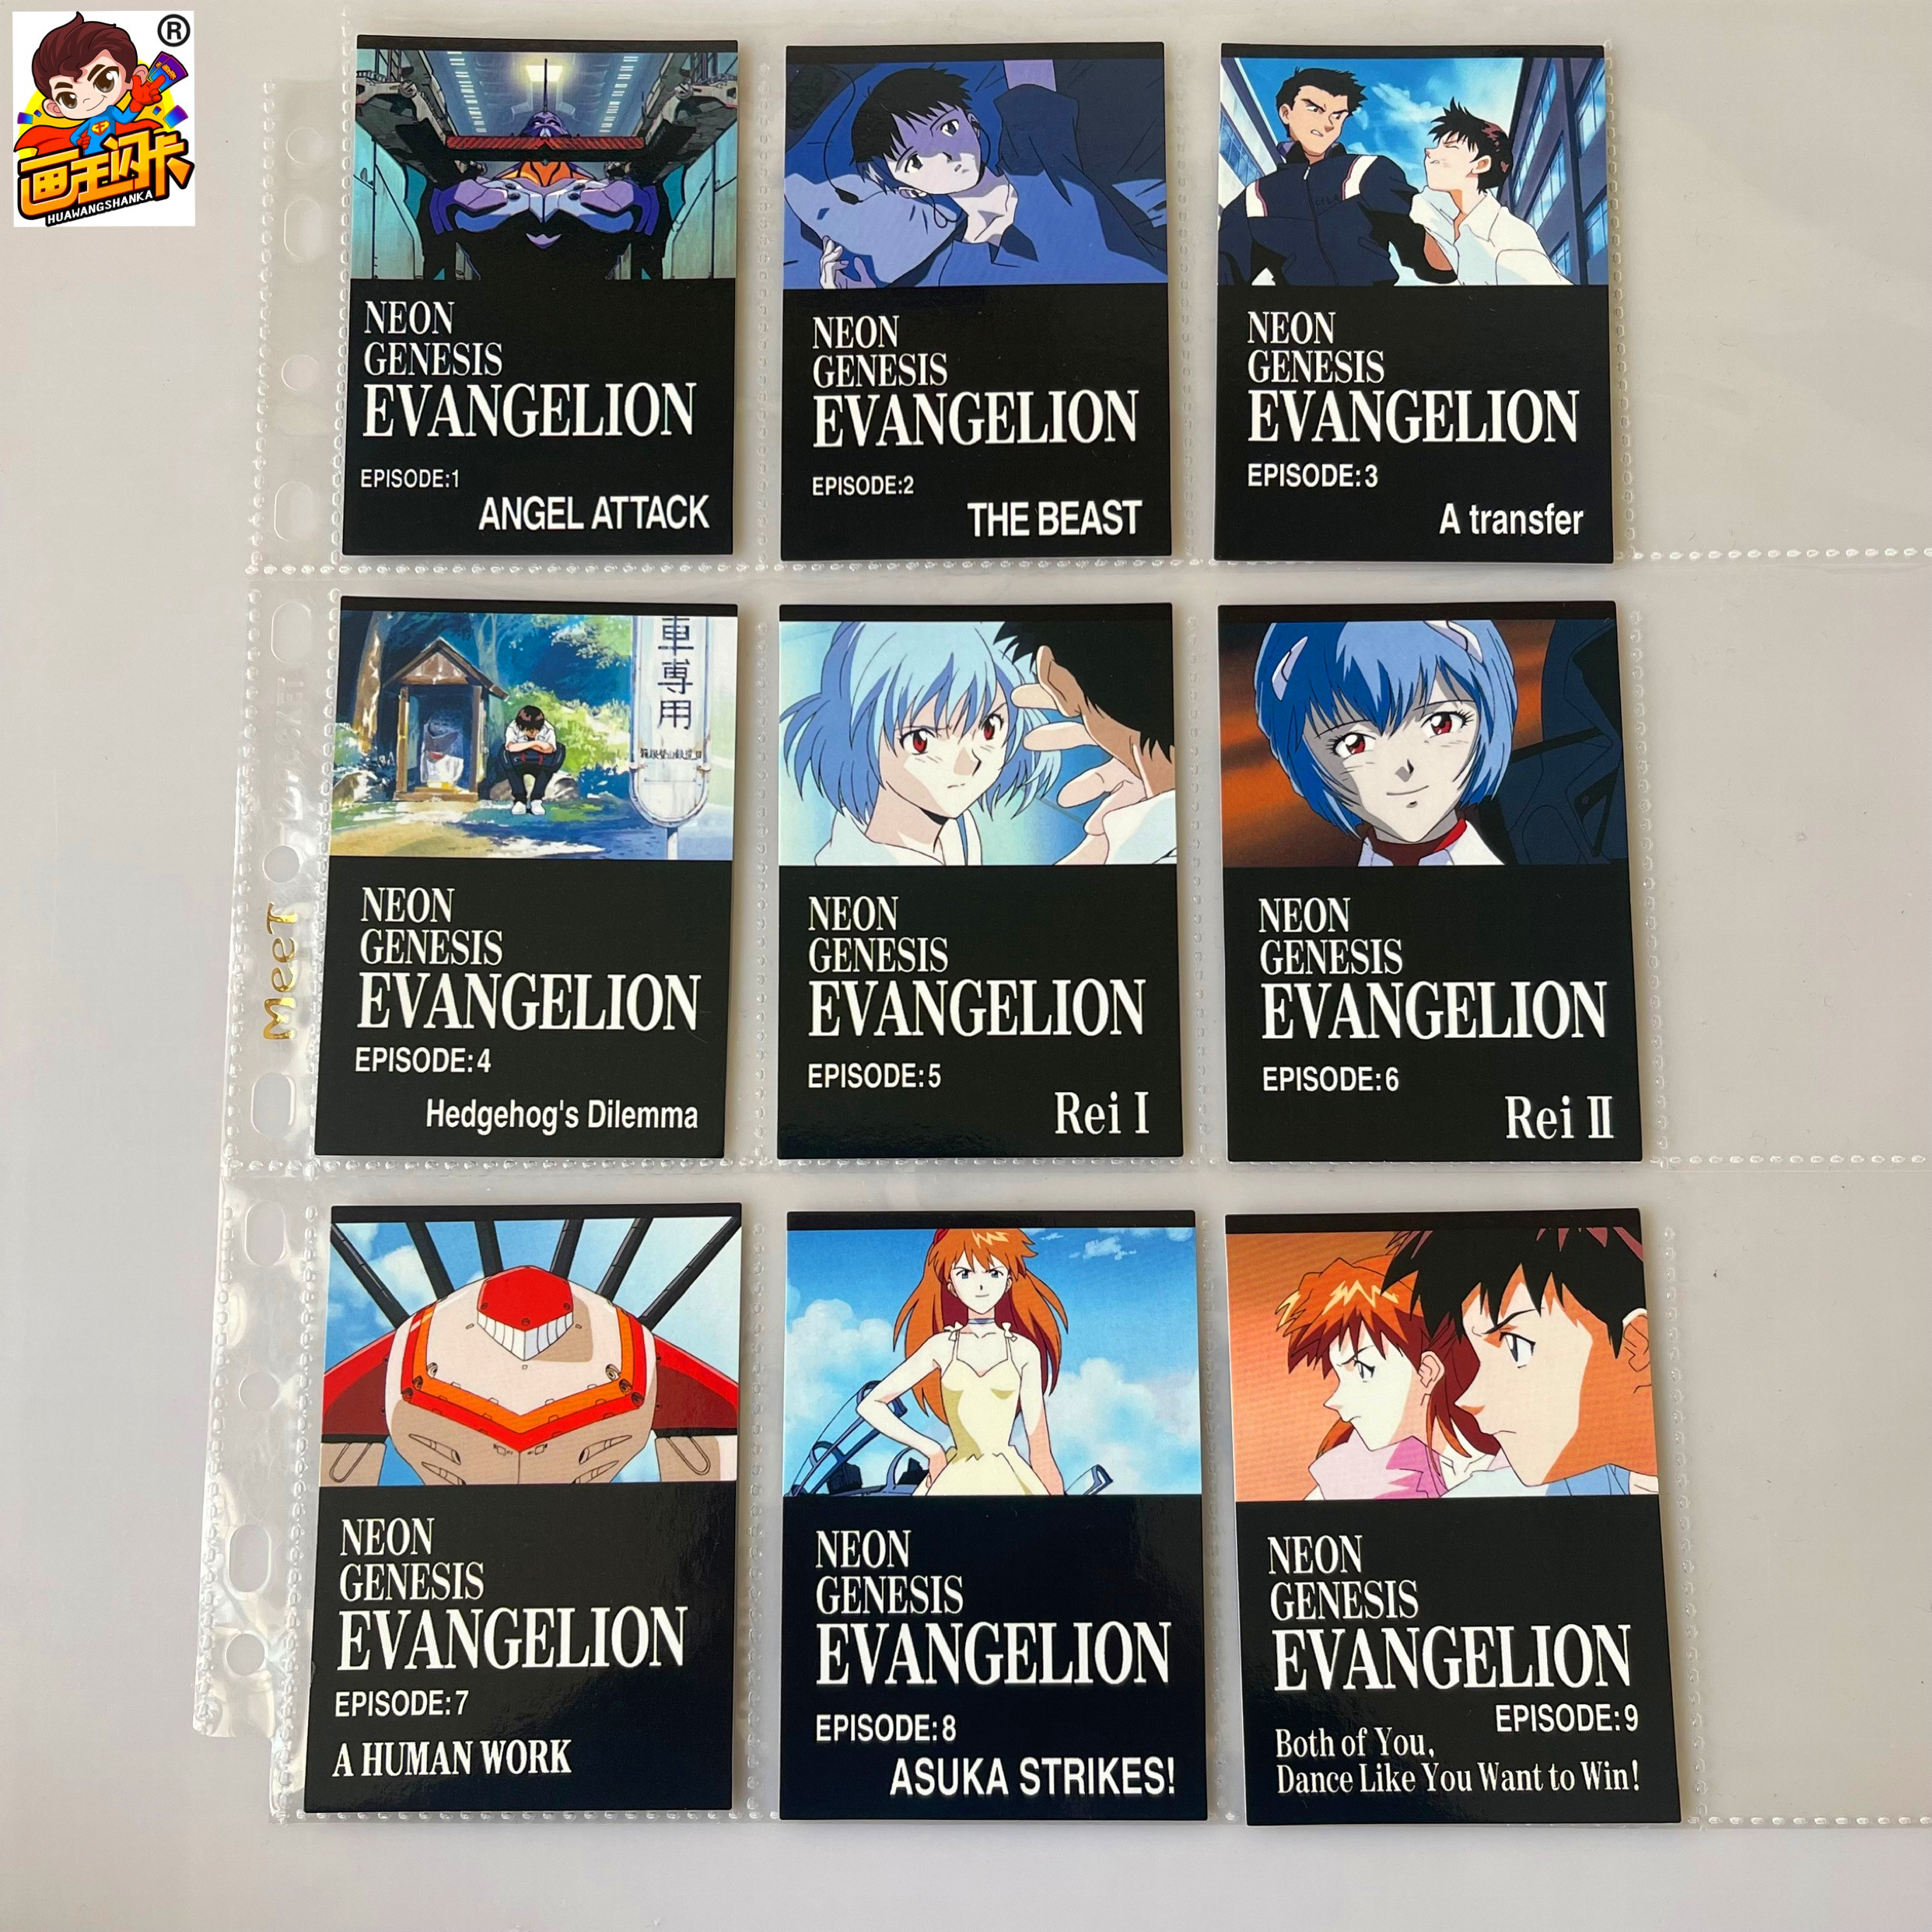 ®
画王闪卡
HUAWANGSHANKA
NEON
GENESIS
EVANGELION
EPISODE:1
ANGEL ATTACK
NEON
GENESIS
EVANGELION
EPISODE:2
THE BEAST
NEON
GENESIS
EVANGELION
EPISODE:3
A transfer
車専用
NEON
GENESIS
EVANGELION
EPISODE:4
Hedgehog's Dilemma
NEON
GENESIS
EVANGELION
EPISODE:5
Rei I
NEON
GENESIS
EVANGELION
EPISODE:6
Rei II
MeeT
NEON
GENESIS
EVANGELION
EPISODE:7
A HUMAN WORK
NEON
GENESIS
EVANGELION
EPISODE:8
ASUKA STRIKES!
NEON
GENESIS
EVANGELION
EPISODE:9
Both of You,
Dance Like You Want to Win!